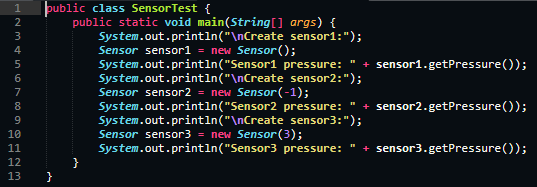 1 public class SensorTest {
2 public static void main(String[] args) {
3 System.out.println("\nCreate sensor1:");
4 Sensor sensor1 = new Sensor();
5 System.out.println("Sensor1 pressure: " + sensor1.getPressure());
6 System.out.println("\nCreate sensor2:");
7 Sensor sensor2 = new Sensor(-1);
8 System.out.println("Sensor2 pressure: " + sensor2.getPressure());
9 System.out.println("\nCreate sensor3:");
10 Sensor sensor3 = new Sensor(3);
11 System.out.println("Sensor3 pressure: " + sensor3.getPressure());
12 }
13 }